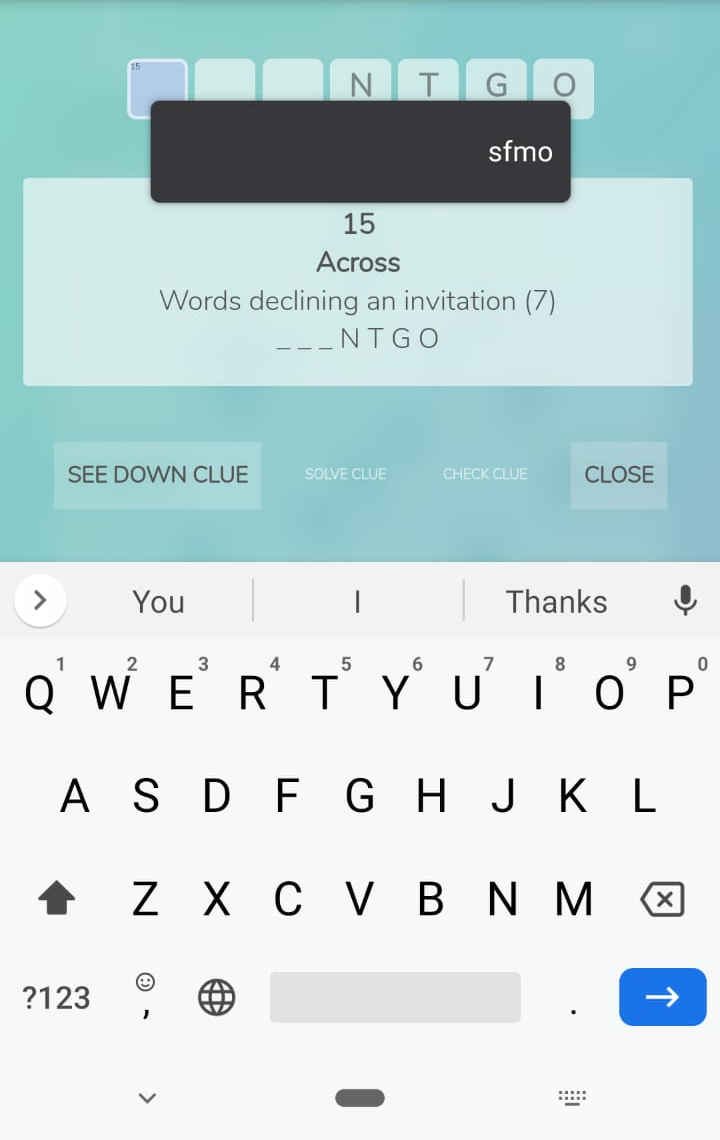 15
N T G O
sfmo
15
Across
Words declining an invitation (7)
_ _ _ N T G O
SEE DOWN CLUE SOLVE CLUE CHECK CLUE CLOSE
You I Thanks
1 2 3 4 5 6 7 8 9 0
Q W E R T Y U I O P
A S D F G H J K L
Z X C V B N M
?123 , .